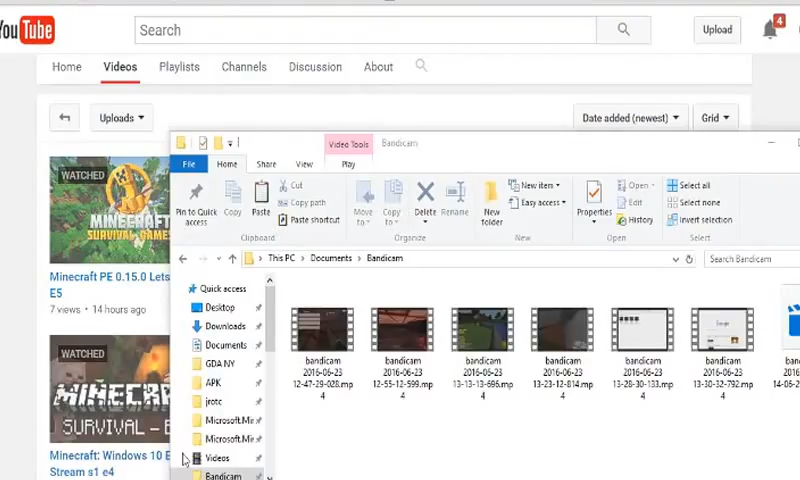 YouTube
Search
Upload
4
Home Videos Playlists Channels Discussion About
Uploads
Date added (newest)
Grid
WATCHED
MINECRAFT
SURVIVAL GAMES
Minecraft PE 0.15.0 Lets
E5
7 views • 14 hours ago
WATCHED
MINECRA
SURVIVAL - E
Minecraft: Windows 10 E
Stream s1 e4
Video Tools
Bandicam
File Home Share View Play
Pin to Quick
access
Copy
Paste
Cut
Copy path
Paste shortcut
Clipboard
Move
to
Copy
to
Delete
Rename
Organize
New
folder
New item
Easy access
New
Properties
Open
Edit
History
Open
Select all
Select none
Invert selection
Select
This PC > Documents > Bandicam
Search Bandicam
Quick access
Desktop
Downloads
Documents
GDA NY
APK
jrotc
Microsoft.Mi
Microsoft.Mi
Videos
Bandicam
bandicam
2016-06-23
12-47-29-028.mp
4
bandicam
2016-06-23
12-55-12-599.mp
4
bandicam
2016-06-23
13-13-13-696.mp
4
bandicam
2016-06-23
13-23-12-814.mp
4
bandicam
2016-06-23
13-28-30-133.mp
4
bandicam
2016-06-23
13-30-32-792.mp
4
14-06-2